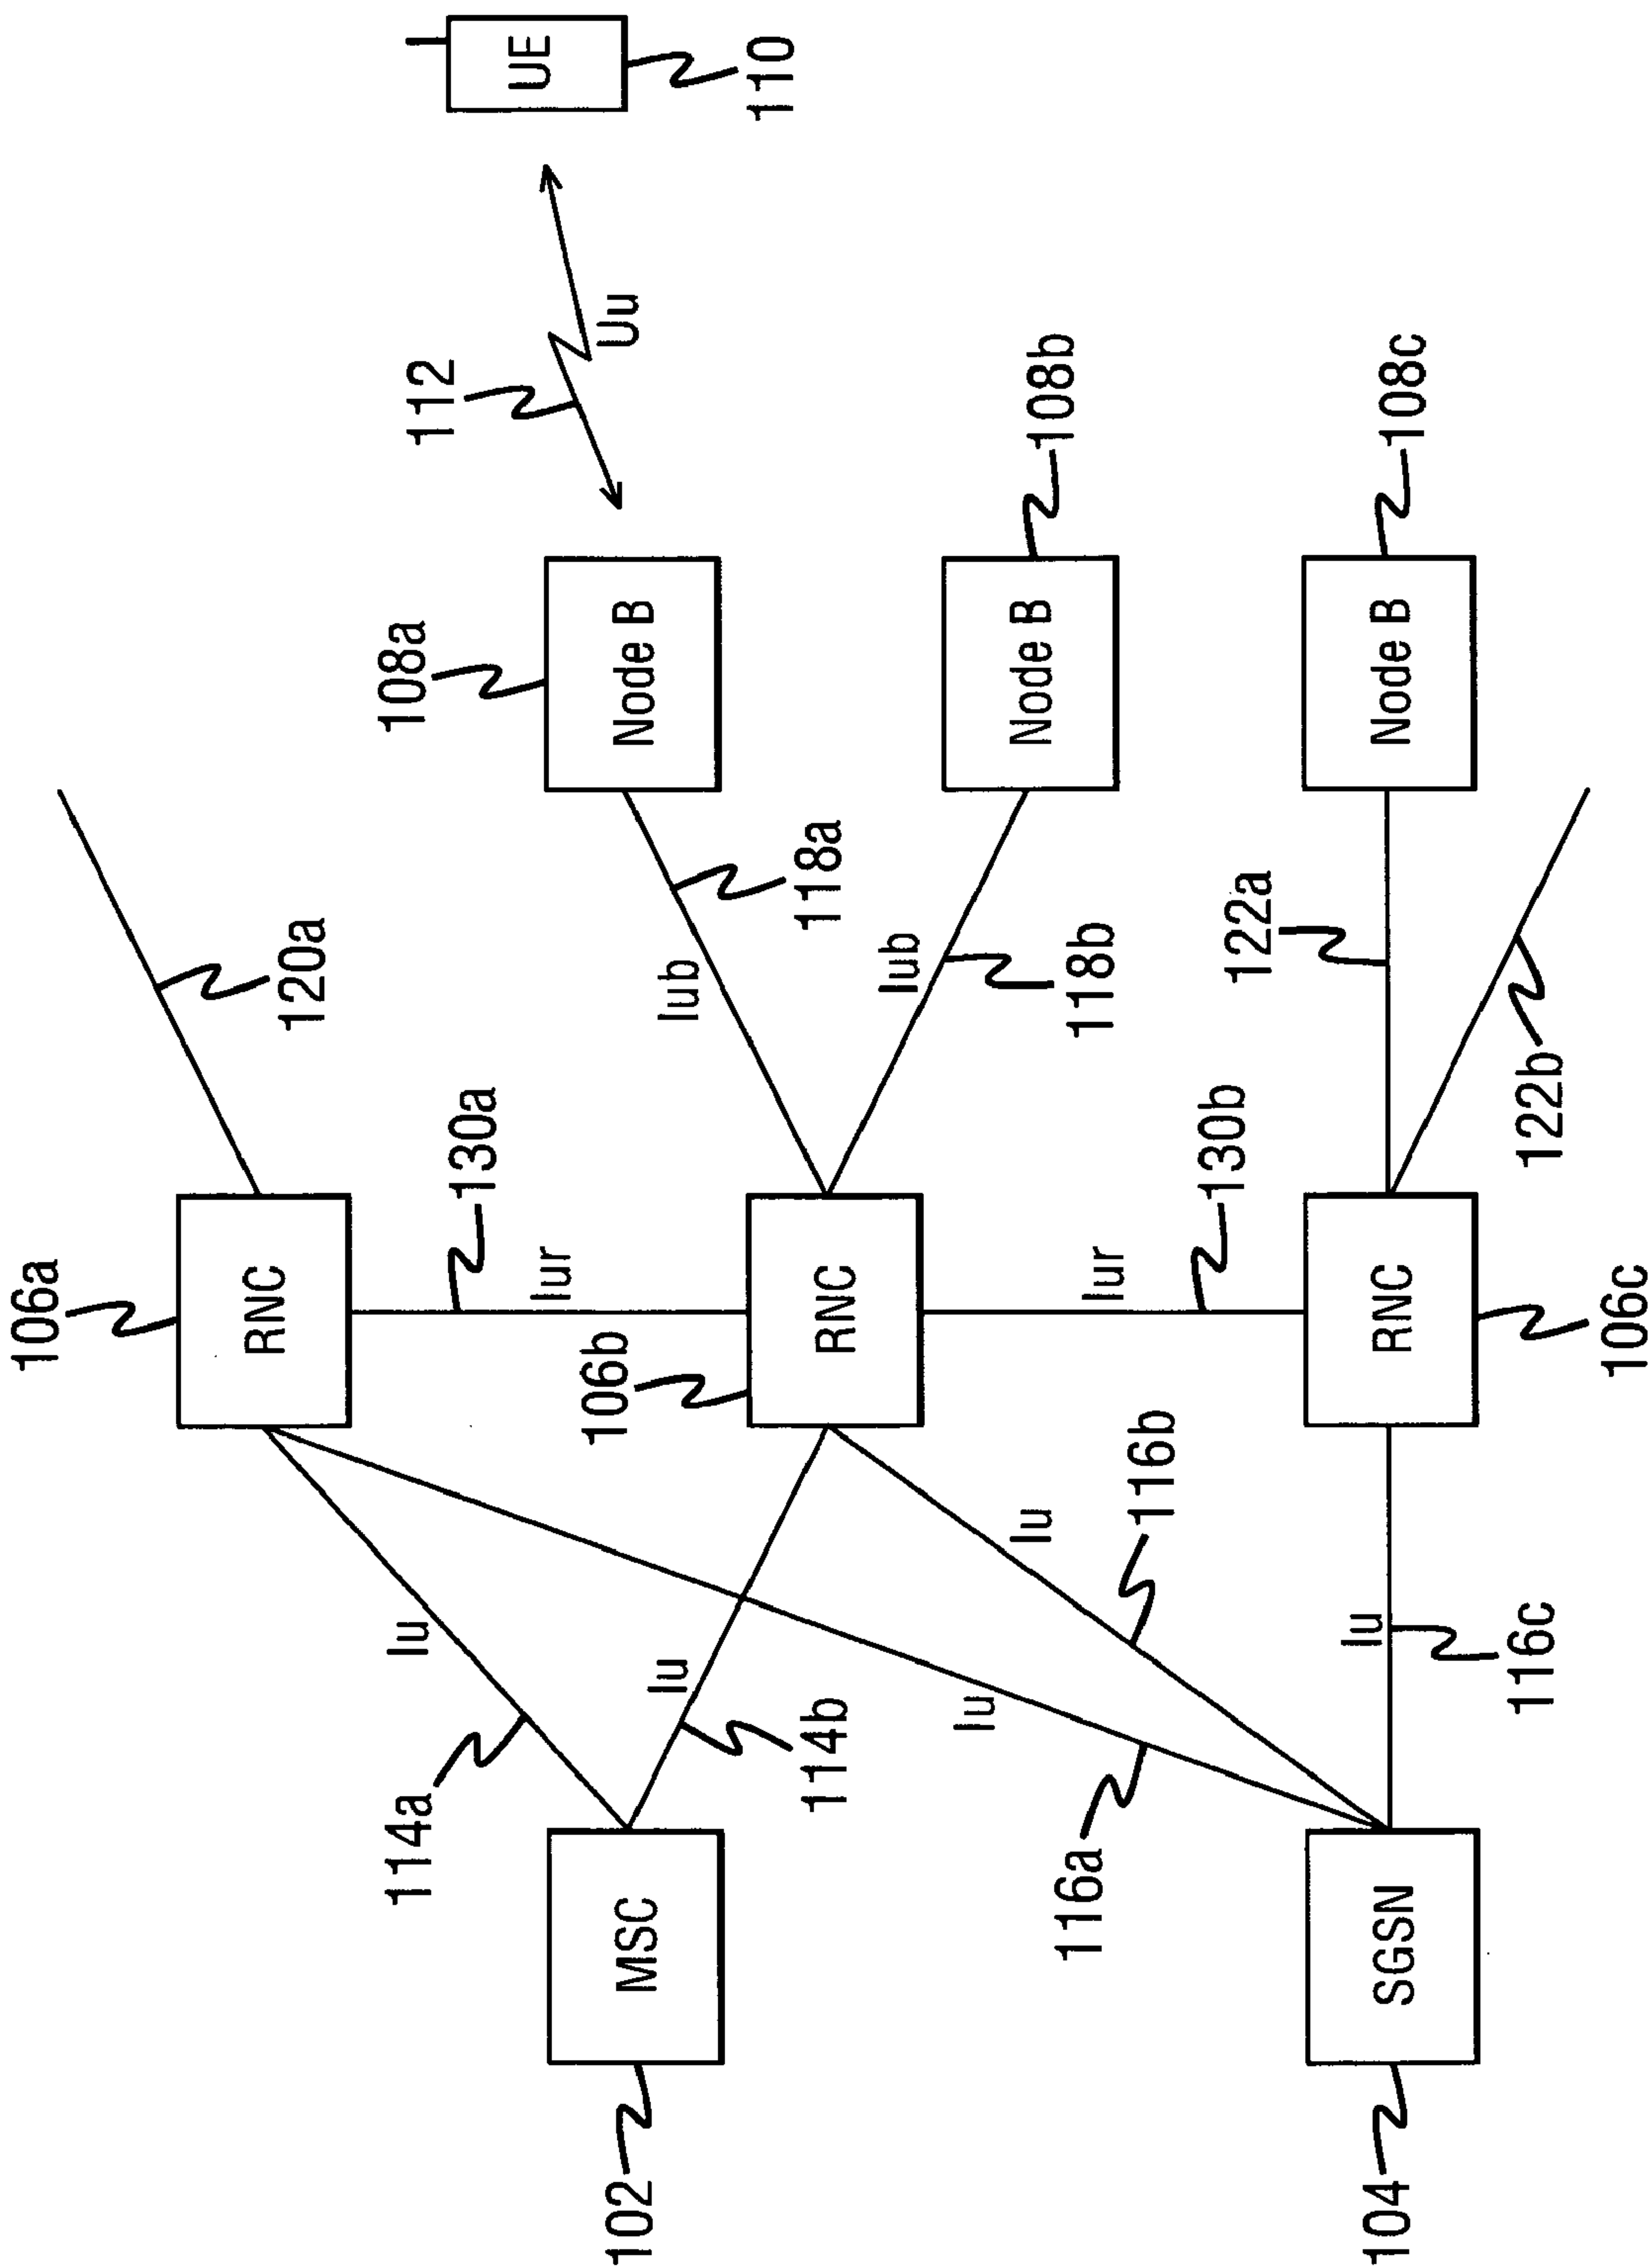 UE
110
112
Uu
108a
Node B
108b
Node B
108c
Node B
120a
Iub
118a
Iub
118b
122a
122b
106a
RNC
130a
Iur
106b
RNC
130b
Iur
RNC
106c
114a
Iu
Iu
114b
116a
Iu
Iu
116b
Iu
116c
102
MSC
104
SGSN